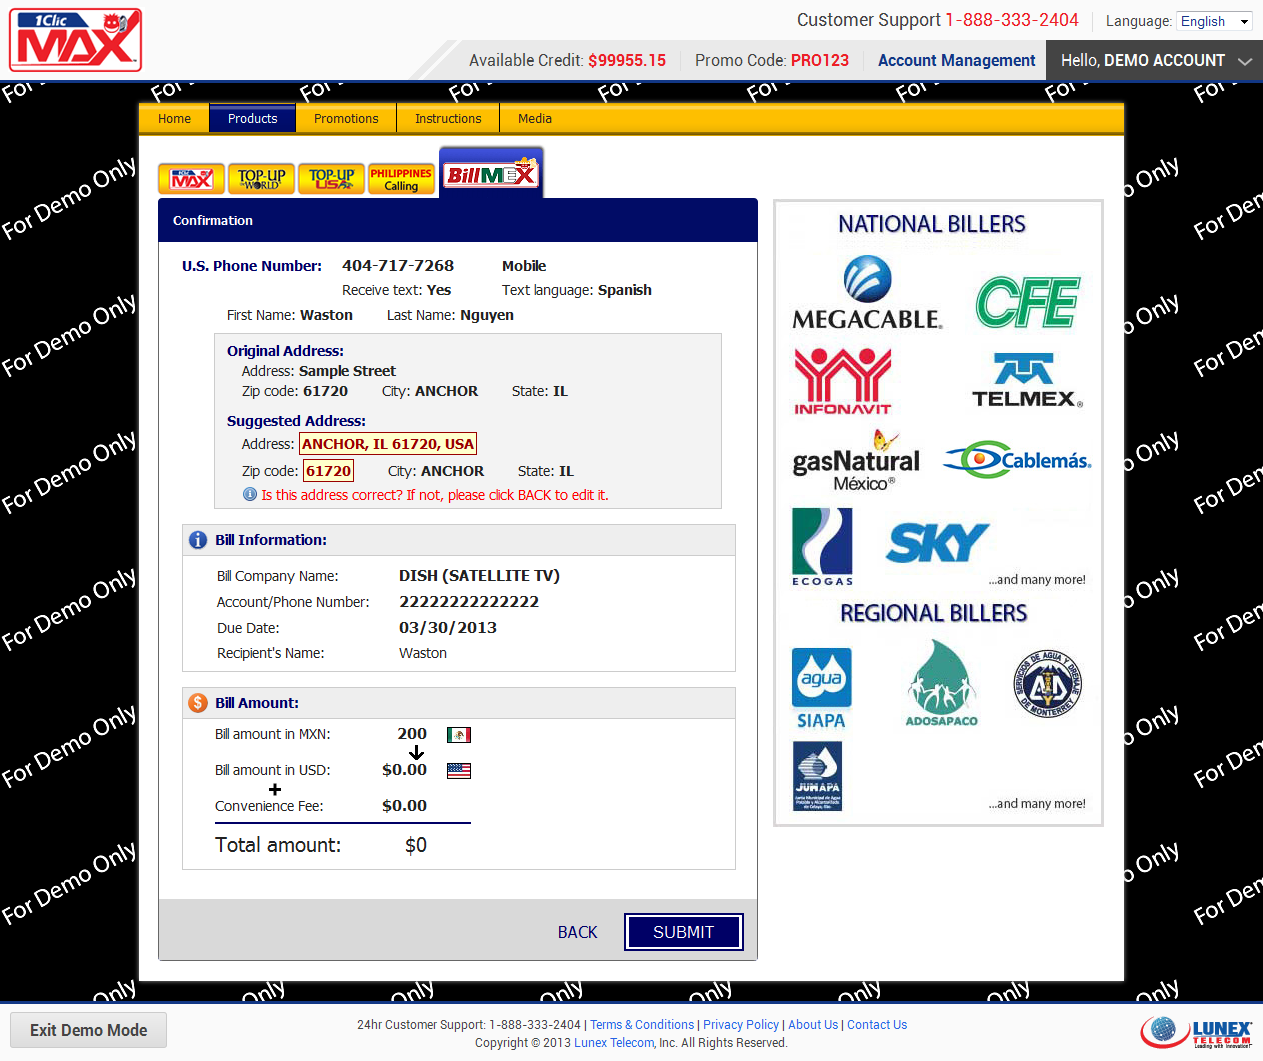 1Clic
MAX
Customer Support 1-888-333-2404
Language: English
Available Credit: $99955.15
Promo Code: PRO123
Account Management
Hello, DEMO ACCOUNT
For Demo Only
Home
Products
Promotions
Instructions
Media
1Clic MAX
TOP-UP WORLD
TOP-UP USA
PHILIPPINES Calling
BillMEX
Confirmation
U.S. Phone Number: 404-717-7268 Mobile
Receive text: Yes Text language: Spanish
First Name: Waston Last Name: Nguyen
Original Address:
Address: Sample Street
Zip code: 61720 City: ANCHOR State: IL
Suggested Address:
Address: ANCHOR, IL 61720, USA
Zip code: 61720 City: ANCHOR State: IL
Is this address correct? If not, please click BACK to edit it.
Bill Information:
Bill Company Name: DISH (SATELLITE TV)
Account/Phone Number: 22222222222222
Due Date: 03/30/2013
Recipient's Name: Waston
Bill Amount:
Bill amount in MXN: 200
Bill amount in USD: $0.00
+
Convenience Fee: $0.00
Total amount: $0
BACK
SUBMIT
NATIONAL BILLERS
MEGACABLE
CFE
INFONAVIT
TELMEX
gasNatural
México
Cablemás.
ECOGAS
SKY
...and many more!
REGIONAL BILLERS
agua
SIAPA
ADOSAPACO
SERVICIOS DE AGUA Y DRENAJE
DE MONTERREY
JUMAPA
Junta Municipal de Agua
Potable y Alcantarillado
de Celaya, Gto.
...and many more!
Exit Demo Mode
24hr Customer Support: 1-888-333-2404 | Terms & Conditions | Privacy Policy | About Us | Contact Us
Copyright © 2013 Lunex Telecom, Inc. All Rights Reserved.
LUNEX
TELECOM
Leading with Innovation!